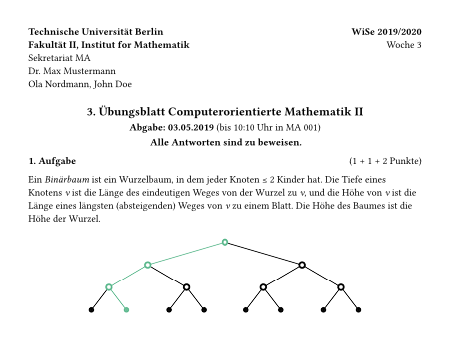 Technische Universität Berlin
WiSe 2019/2020
Fakultät II, Institut for Mathematik
Woche 3
Sekretariat MA
Dr. Max Mustermann
Ola Nordmann, John Doe
3. Übungsblatt Computerorientierte Mathematik II
Abgabe: 03.05.2019 (bis 10:10 Uhr in MA 001)
Alle Antworten sind zu beweisen.
1. Aufgabe
(1 + 1 + 2 Punkte)
Ein Binärbaum ist ein Wurzelbaum, in dem jeder Knoten ≤ 2 Kinder hat. Die Tiefe eines
Knotens v ist die Länge des eindeutigen Weges von der Wurzel zu v, und die Höhe von v ist die
Länge eines längsten (absteigenden) Weges von v zu einem Blatt. Die Höhe des Baumes ist die
Höhe der Wurzel.